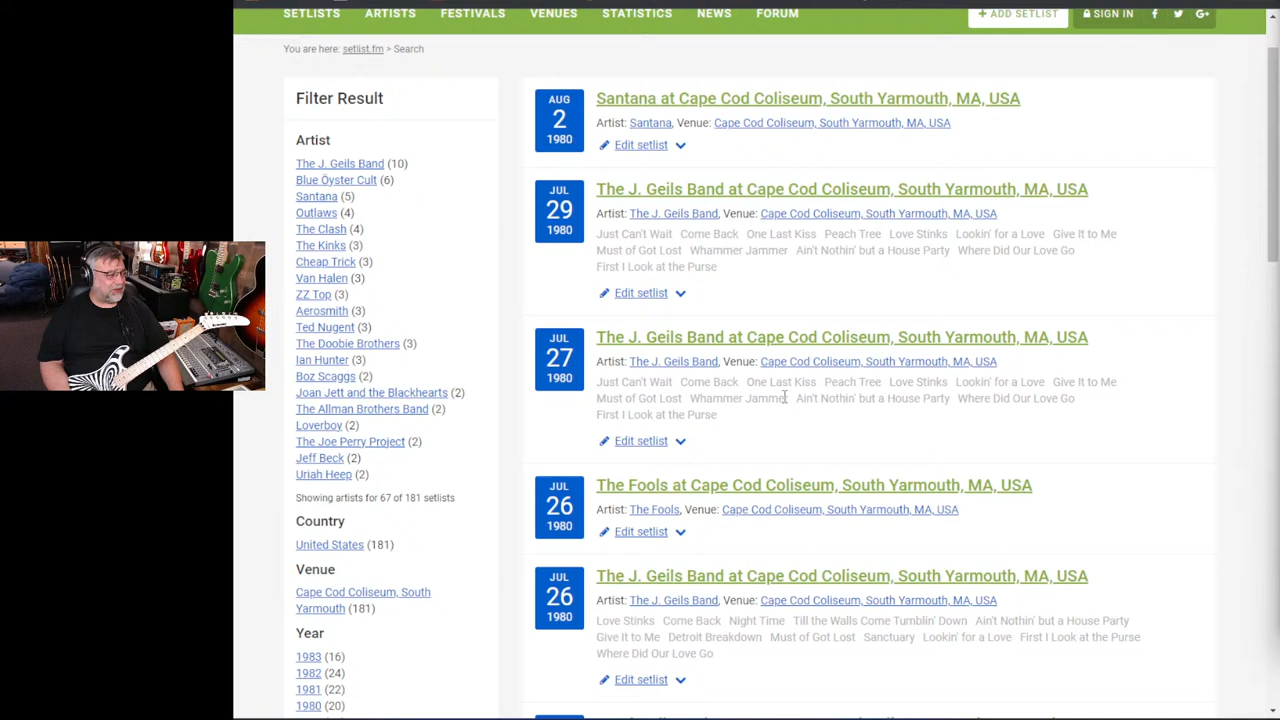 SETLISTS ARTISTS FESTIVALS VENUES STATISTICS NEWS FORUM + ADD SETLIST SIGN IN
You are here: setlist.fm > Search
Filter Result
Artist
The J. Geils Band (10)
Blue Öyster Cult (6)
Santana (5)
Outlaws (4)
The Clash (4)
The Kinks (3)
Cheap Trick (3)
Van Halen (3)
ZZ Top (3)
Aerosmith (3)
Ted Nugent (3)
The Doobie Brothers (3)
Ian Hunter (3)
Boz Scaggs (2)
Joan Jett and the Blackhearts (2)
The Allman Brothers Band (2)
Loverboy (2)
The Joe Perry Project (2)
Jeff Beck (2)
Uriah Heep (2)
Showing artists for 67 of 181 setlists
Country
United States (181)
Venue
Cape Cod Coliseum, South
Yarmouth (181)
Year
1983 (16)
1982 (24)
1981 (22)
1980 (20)
AUG
2
1980
Santana at Cape Cod Coliseum, South Yarmouth, MA, USA
Artist: Santana, Venue: Cape Cod Coliseum, South Yarmouth, MA, USA
Edit setlist
JUL
29
1980
The J. Geils Band at Cape Cod Coliseum, South Yarmouth, MA, USA
Artist: The J. Geils Band, Venue: Cape Cod Coliseum, South Yarmouth, MA, USA
Just Can't Wait Come Back One Last Kiss Peach Tree Love Stinks Lookin' for a Love Give It to Me
Must of Got Lost Whammer Jammer Ain't Nothin' but a House Party Where Did Our Love Go
First I Look at the Purse
Edit setlist
JUL
27
1980
The J. Geils Band at Cape Cod Coliseum, South Yarmouth, MA, USA
Artist: The J. Geils Band, Venue: Cape Cod Coliseum, South Yarmouth, MA, USA
Just Can't Wait Come Back One Last Kiss Peach Tree Love Stinks Lookin' for a Love Give It to Me
Must of Got Lost Whammer Jammer Ain't Nothin' but a House Party Where Did Our Love Go
First I Look at the Purse
Edit setlist
JUL
26
1980
The Fools at Cape Cod Coliseum, South Yarmouth, MA, USA
Artist: The Fools, Venue: Cape Cod Coliseum, South Yarmouth, MA, USA
Edit setlist
JUL
26
1980
The J. Geils Band at Cape Cod Coliseum, South Yarmouth, MA, USA
Artist: The J. Geils Band, Venue: Cape Cod Coliseum, South Yarmouth, MA, USA
Love Stinks Come Back Night Time Till the Walls Come Tumblin' Down Ain't Nothin' but a House Party
Give It to Me Detroit Breakdown Must of Got Lost Sanctuary Lookin' for a Love First I Look at the Purse
Where Did Our Love Go
Edit setlist